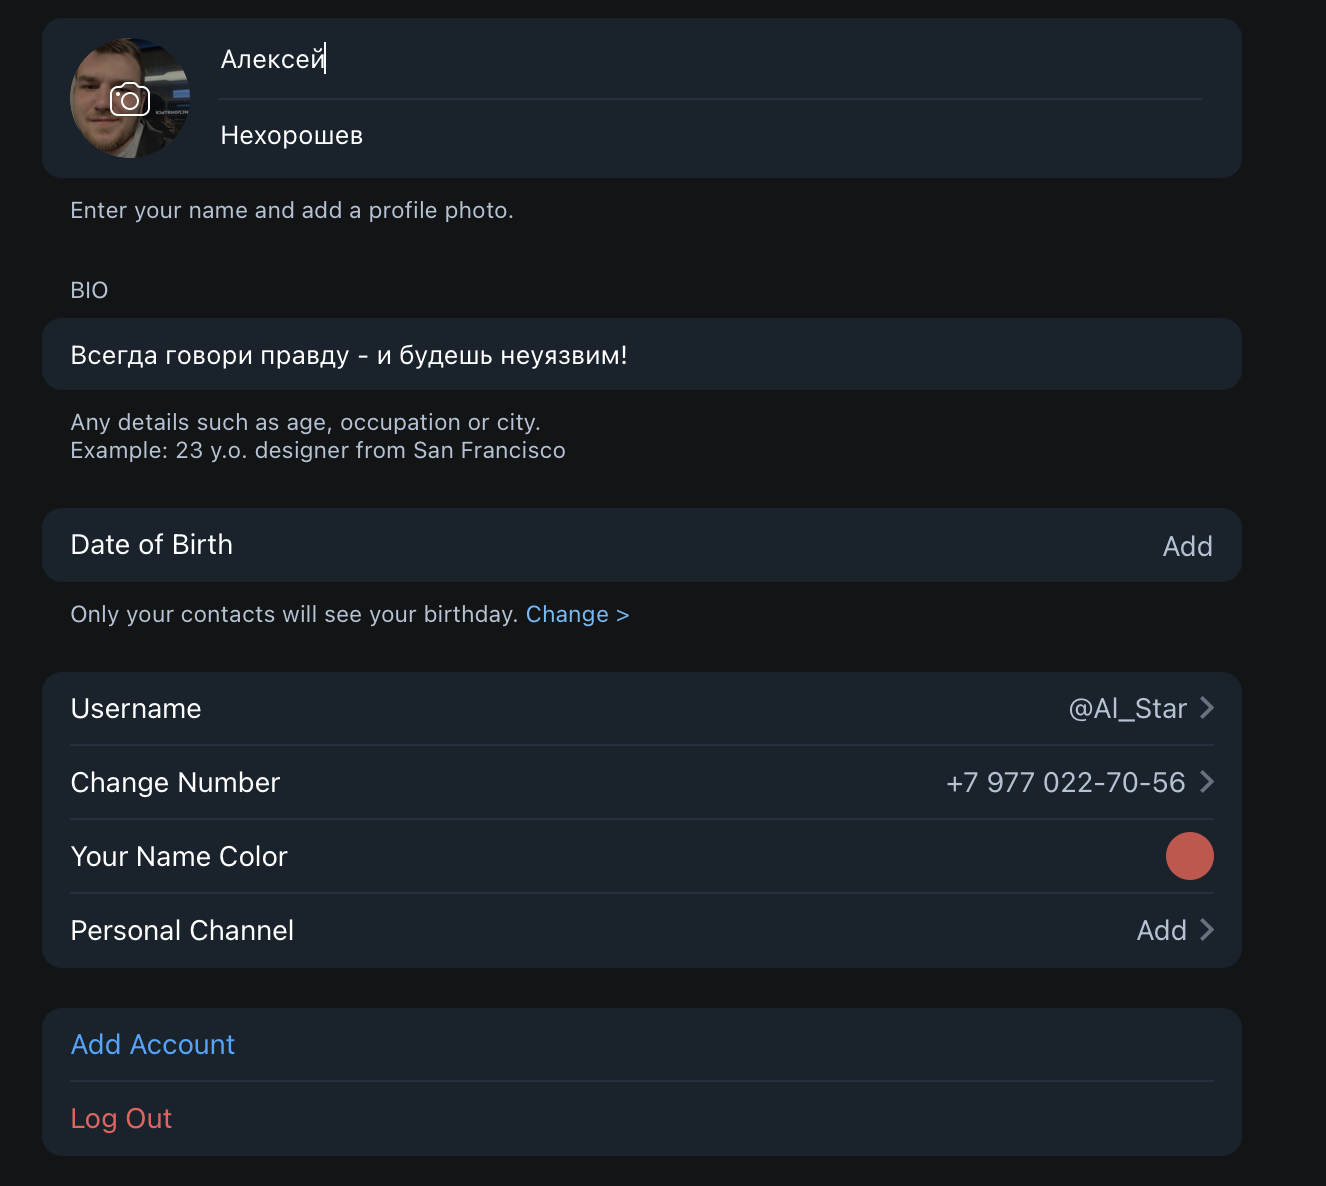 Алексей
Нехорошев
Enter your name and add a profile photo.
BIO
Всегда говори правду - и будешь неуязвим!
Any details such as age, occupation or city.
Example: 23 y.o. designer from San Francisco
Date of Birth Add
Only your contacts will see your birthday. Change >
Username @Al_Star
Change Number +7 977 022-70-56
Your Name Color
Personal Channel Add
Add Account
Log Out